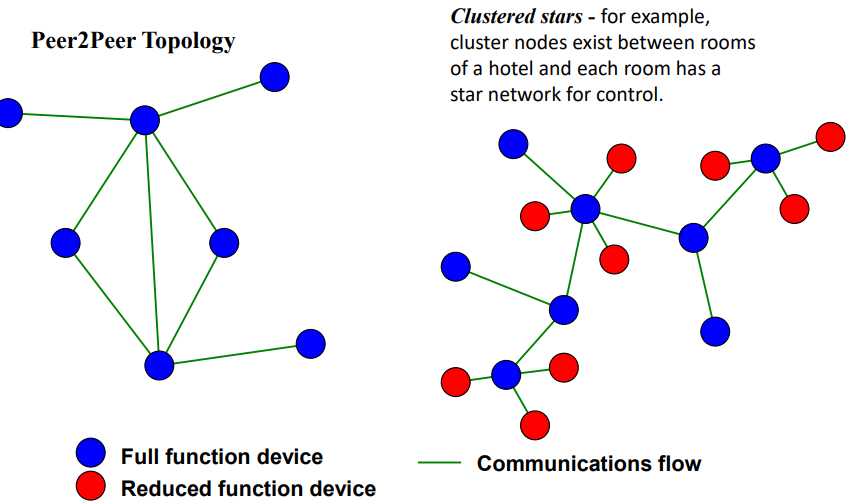 Peer2Peer Topology
Clustered stars - for example,
cluster nodes exist between rooms
of a hotel and each room has a
star network for control.
Full function device
Reduced function device
Communications flow